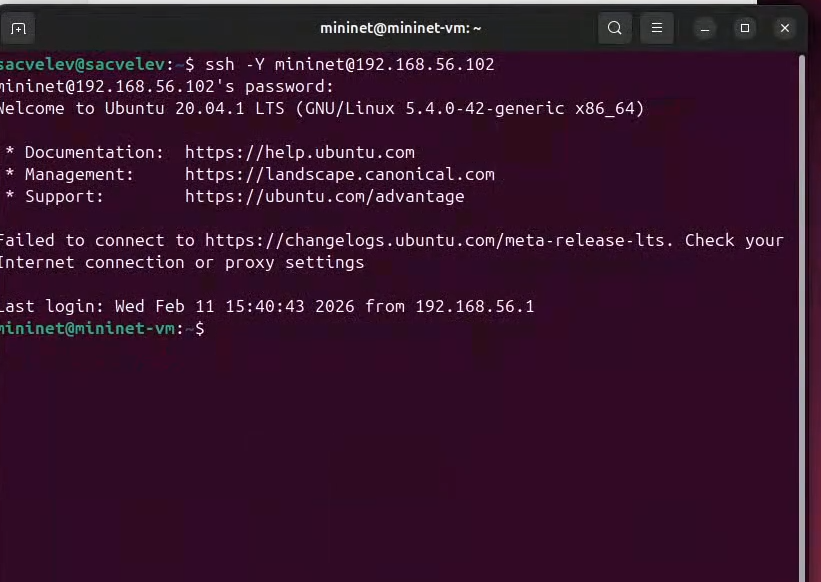 mininet@mininet-vm: ~
sacvelev@sacvelev:~$ ssh -Y mininet@192.168.56.102
mininet@192.168.56.102's password:
Welcome to Ubuntu 20.04.1 LTS (GNU/Linux 5.4.0-42-generic x86_64)
* Documentation:  https://help.ubuntu.com
* Management:     https://landscape.canonical.com
* Support:        https://ubuntu.com/advantage
Failed to connect to https://changelogs.ubuntu.com/meta-release-lts. Check your
Internet connection or proxy settings
Last login: Wed Feb 11 15:40:43 2026 from 192.168.56.1
mininet@mininet-vm:~$